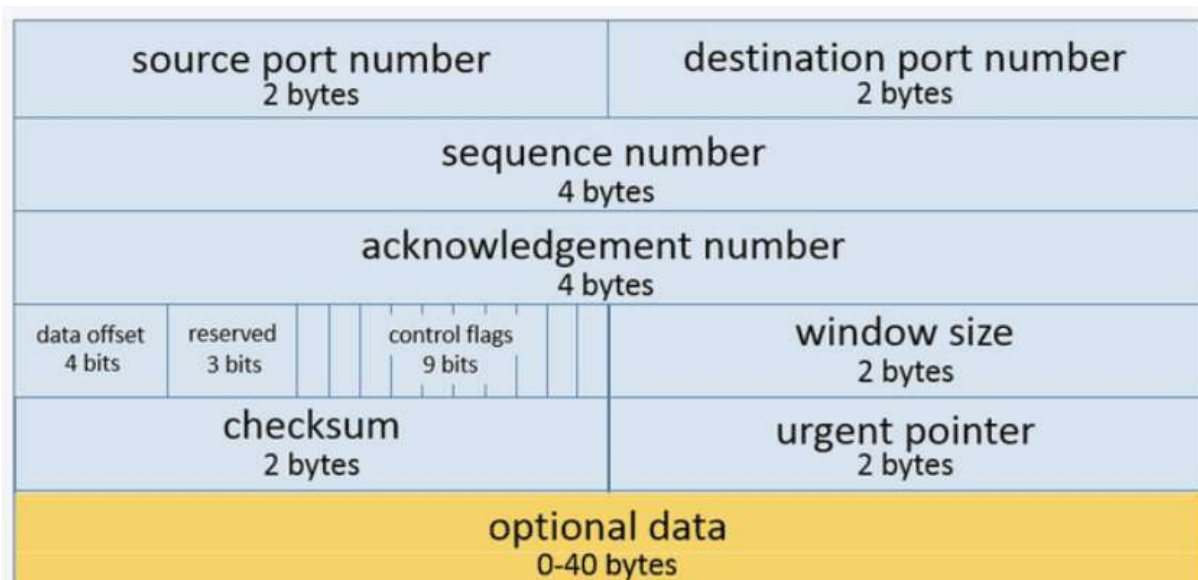 source port number
2 bytes
destination port number
2 bytes
sequence number
4 bytes
acknowledgement number
4 bytes
data offset
4 bits
reserved
3 bits
control flags
9 bits
window size
2 bytes
checksum
2 bytes
urgent pointer
2 bytes
optional data
0-40 bytes